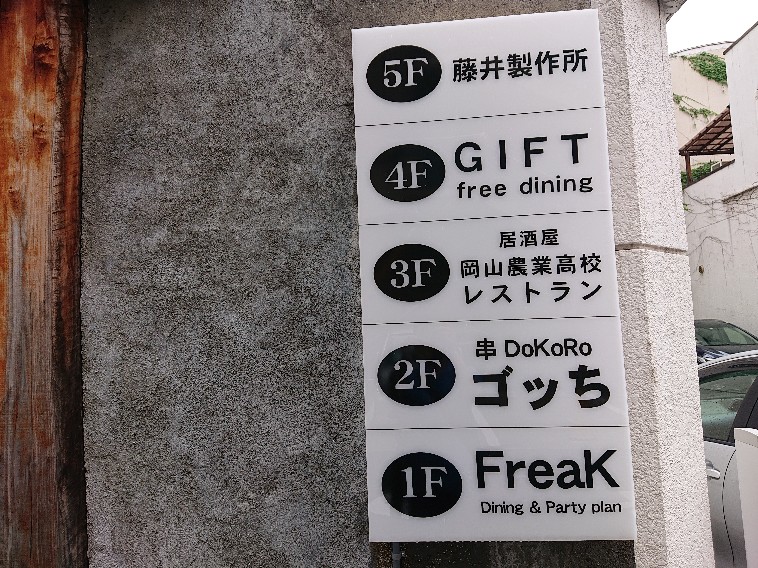 5F 藤井製作所
4F GIFT
free dining
3F 居酒屋
岡山農業高校
レストラン
2F 串 DoKoRo
ゴッち
1F FreaK
Dining & Party plan